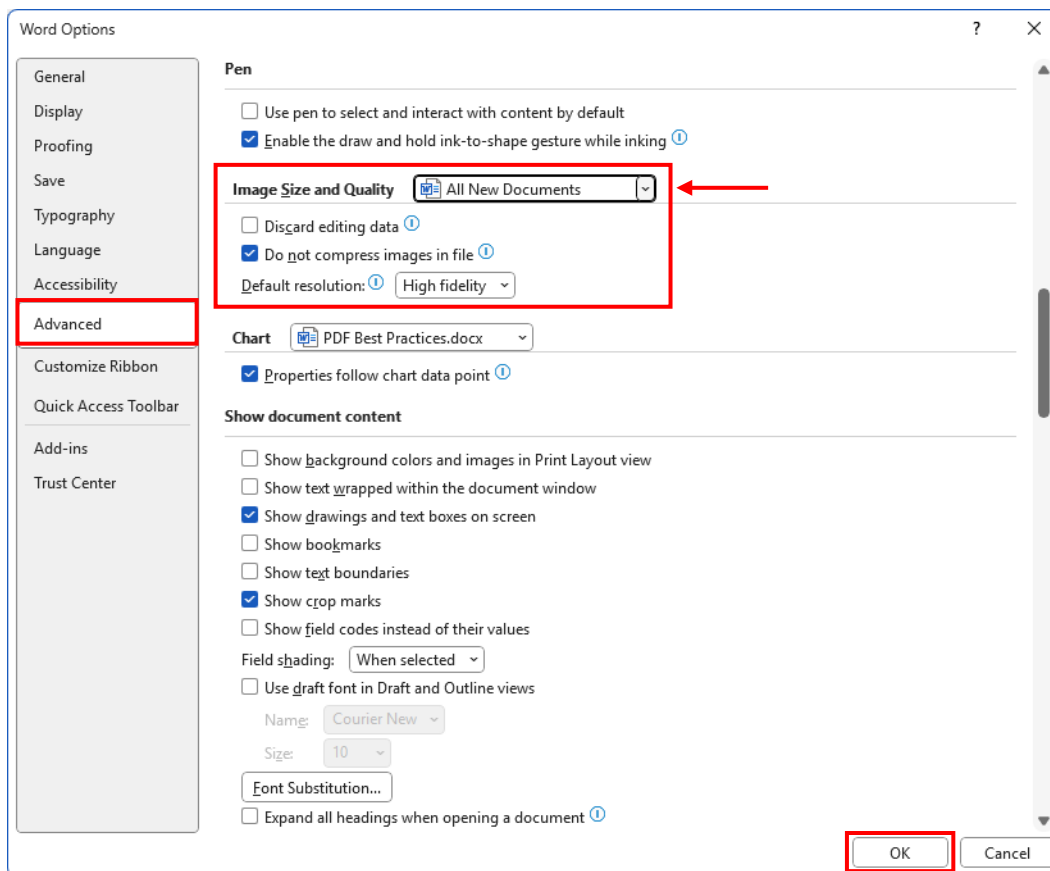 Word Options
?
General
Display
Proofing
Save
Typography
Language
Accessibility
Advanced
Customize Ribbon
Quick Access Toolbar
Add-ins
Trust Center
Pen
Use pen to select and interact with content by default
Enable the draw and hold ink-to-shape gesture while inking
Image Size and Quality All New Documents
Discard editing data
Do not compress images in file
Default resolution: High fidelity
Chart PDF Best Practices.docx
Properties follow chart data point
Show document content
Show background colors and images in Print Layout view
Show text wrapped within the document window
Show drawings and text boxes on screen
Show bookmarks
Show text boundaries
Show crop marks
Show field codes instead of their values
Field shading: When selected
Use draft font in Draft and Outline views
Name: Courier New
Size: 10
Font Substitution...
Expand all headings when opening a document
OK Cancel